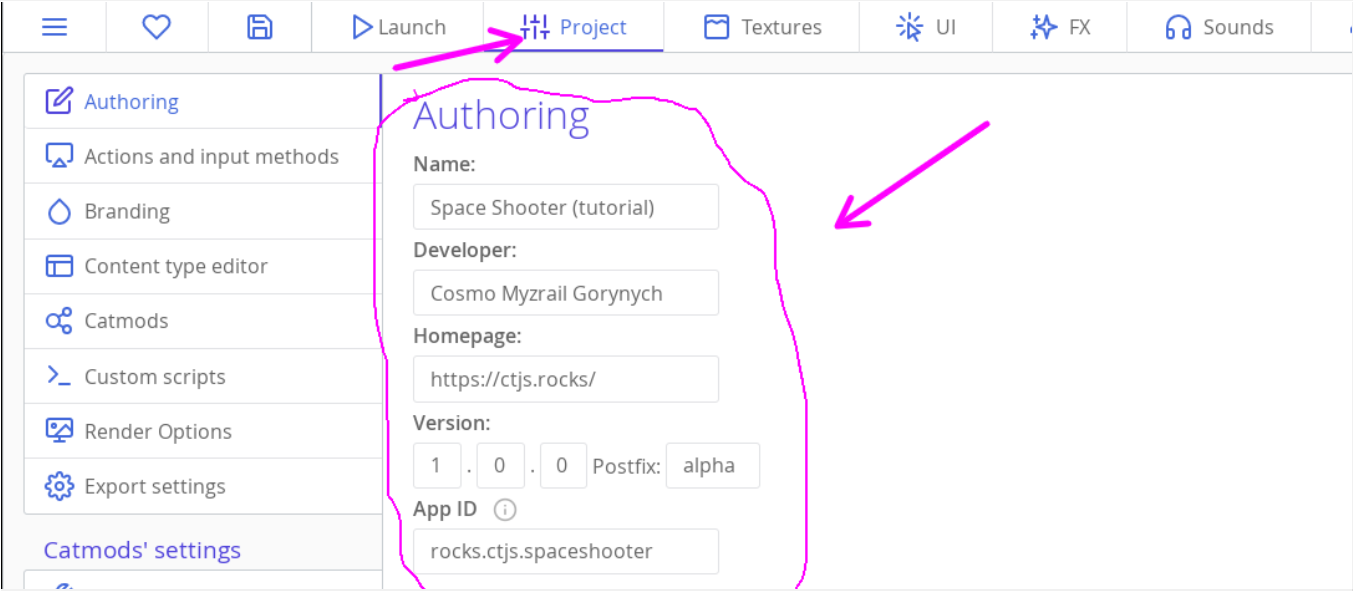 Launch Project Textures UI FX Sounds
Authoring
Actions and input methods
Branding
Content type editor
Catmods
Custom scripts
Render Options
Export settings
Catmods' settings
Authoring
Name:
Space Shooter (tutorial)
Developer:
Cosmo Myzrail Gorynych
Homepage:
https://ctjs.rocks/
Version:
1 . 0 . 0 Postfix: alpha
App ID
rocks.ctjs.spaceshooter